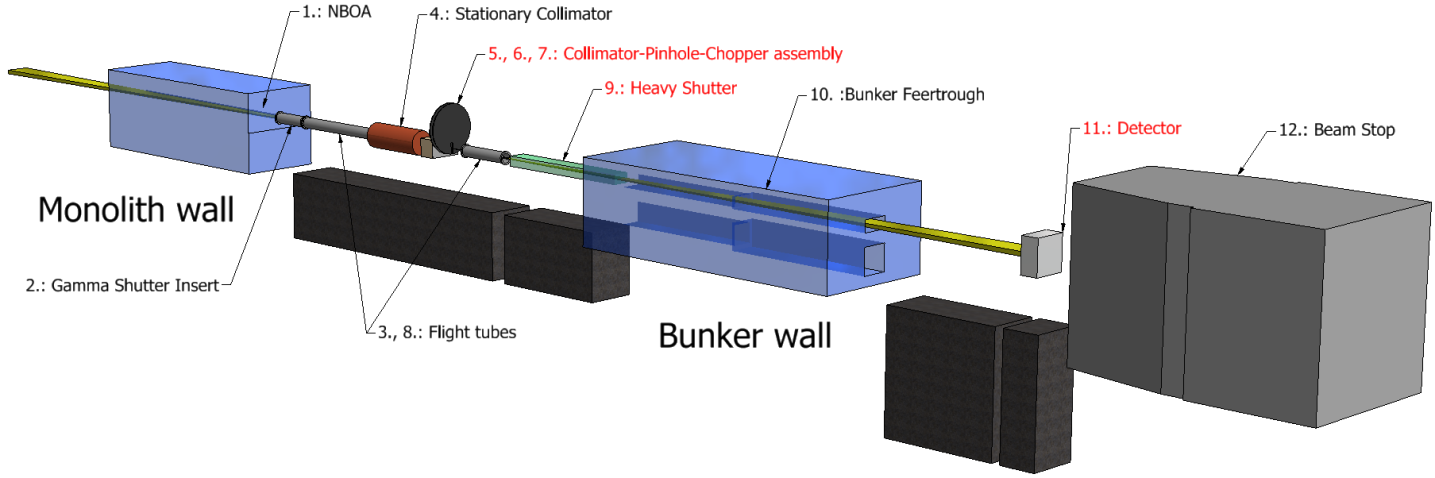 1.: NBOA
4.: Stationary Collimator
5., 6., 7.: Collimator-Pinhole-Chopper assembly
9.: Heavy Shutter
10. :Bunker Feertrough
11.: Detector
12.: Beam Stop
Monolith wall
2.: Gamma Shutter Insert
3., 8.: Flight tubes
Bunker wall